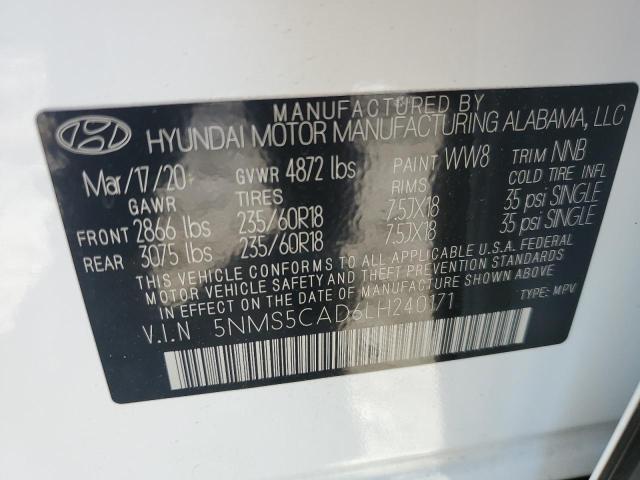 MANUFACTURED BY
HYUNDAI MOTOR MANUFACTURING ALABAMA, LLC
Mar/17/20 GVWR 4872 lbs PAINT WW8 TRIM NNB
GAWR TIRES RIMS COLD TIRE INFL
FRONT 2866 lbs 235/60R18 7.5JX18 35 psi SINGLE
REAR 3075 lbs 235/60R18 7.5JX18 35 psi SINGLE
THIS VEHICLE CONFORMS TO ALL APPLICABLE U.S.A. FEDERAL
MOTOR VEHICLE SAFETY AND THEFT PREVENTION STANDARDS
IN EFFECT ON THE DATE OF MANUFACTURE SHOWN ABOVE
V.I.N 5NMS5CAD6LH240171 TYPE: MPV